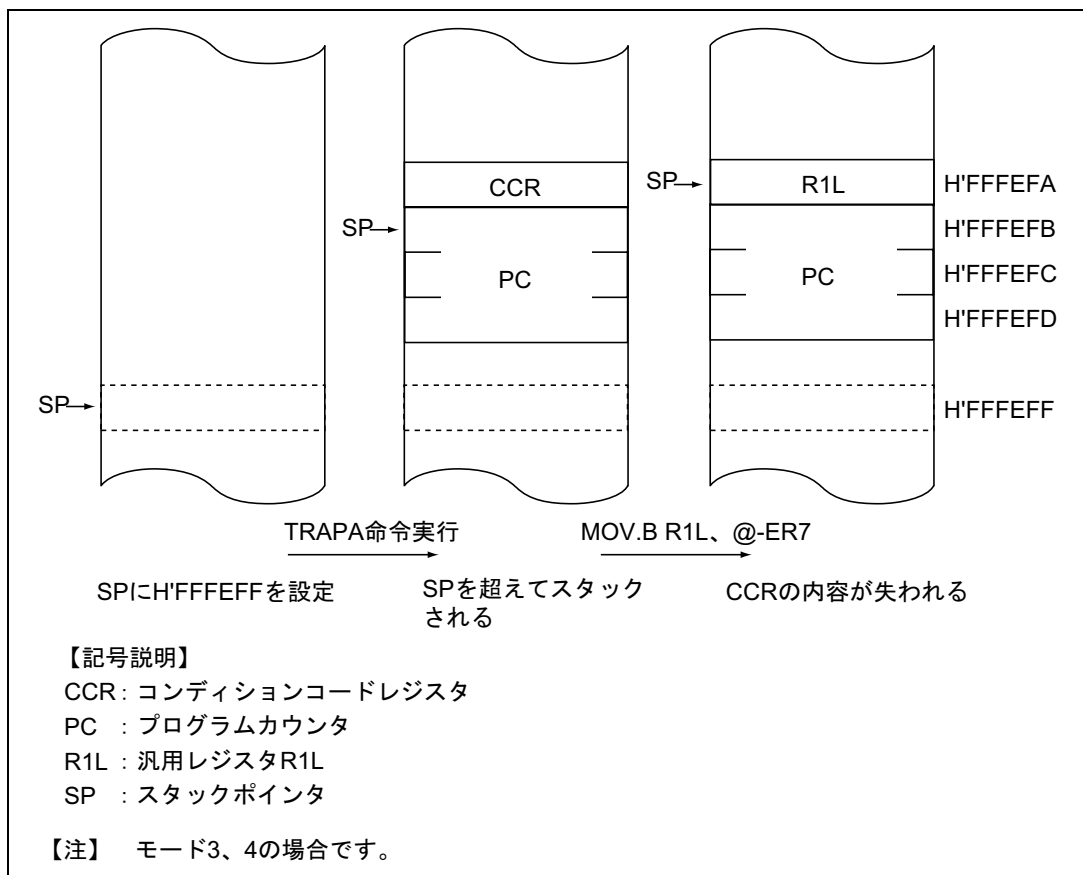 CCR
SP
PC
SP
R1L
H'FFFEFA
H'FFFEFB
SP
PC
H'FFFEFC
H'FFFEFD
H'FFFEFF
TRAPA命令実行
MOV.B R1L、@-ER7
SPにH'FFFEFFを設定
SPを超えてスタック
される
CCRの内容が失われる
【記号説明】
CCR：コンディションコードレジスタ
PC ：プログラムカウンタ
R1L ：汎用レジスタR1L
SP ：スタックポインタ
【注】 モード3、4の場合です。